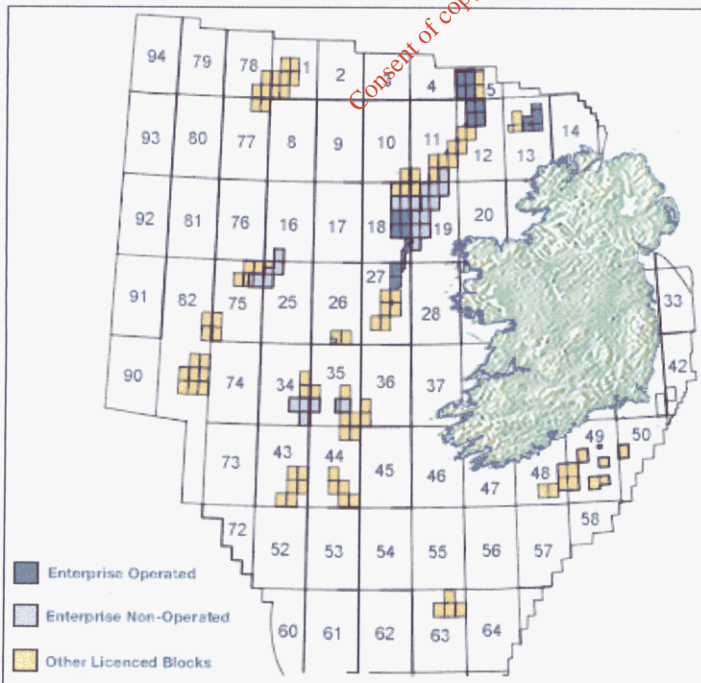 Consent of cop
94 79 78 1 2 3 4 5
93 80 77 8 9 10 11 12 13 14
92 81 76 16 17 18 19 20
91 82 75 25 26 27 28 33
90 74 34 35 36 37 42
73 43 44 45 46 47 48 49 50
72 52 53 54 55 56 57 58
60 61 62 63 64
Enterprise Operated
Enterprise Non-Operated
Other Licenced Blocks